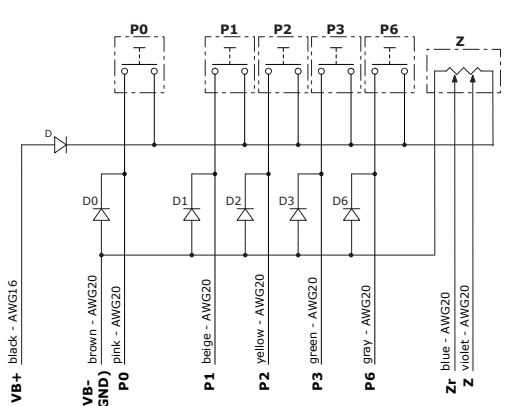 P0
P1
P2
P3
P6
Z
D
D0
D1
D2
D3
D6
black - AWG16
brown - AWG20
pink - AWG20
beige - AWG20
yellow - AWG20
green - AWG20
gray - AWG20
blue - AWG20
violet - AWG20
VB+
VB-
GND)
P0
P1
P2
P3
P6
Zr
Z